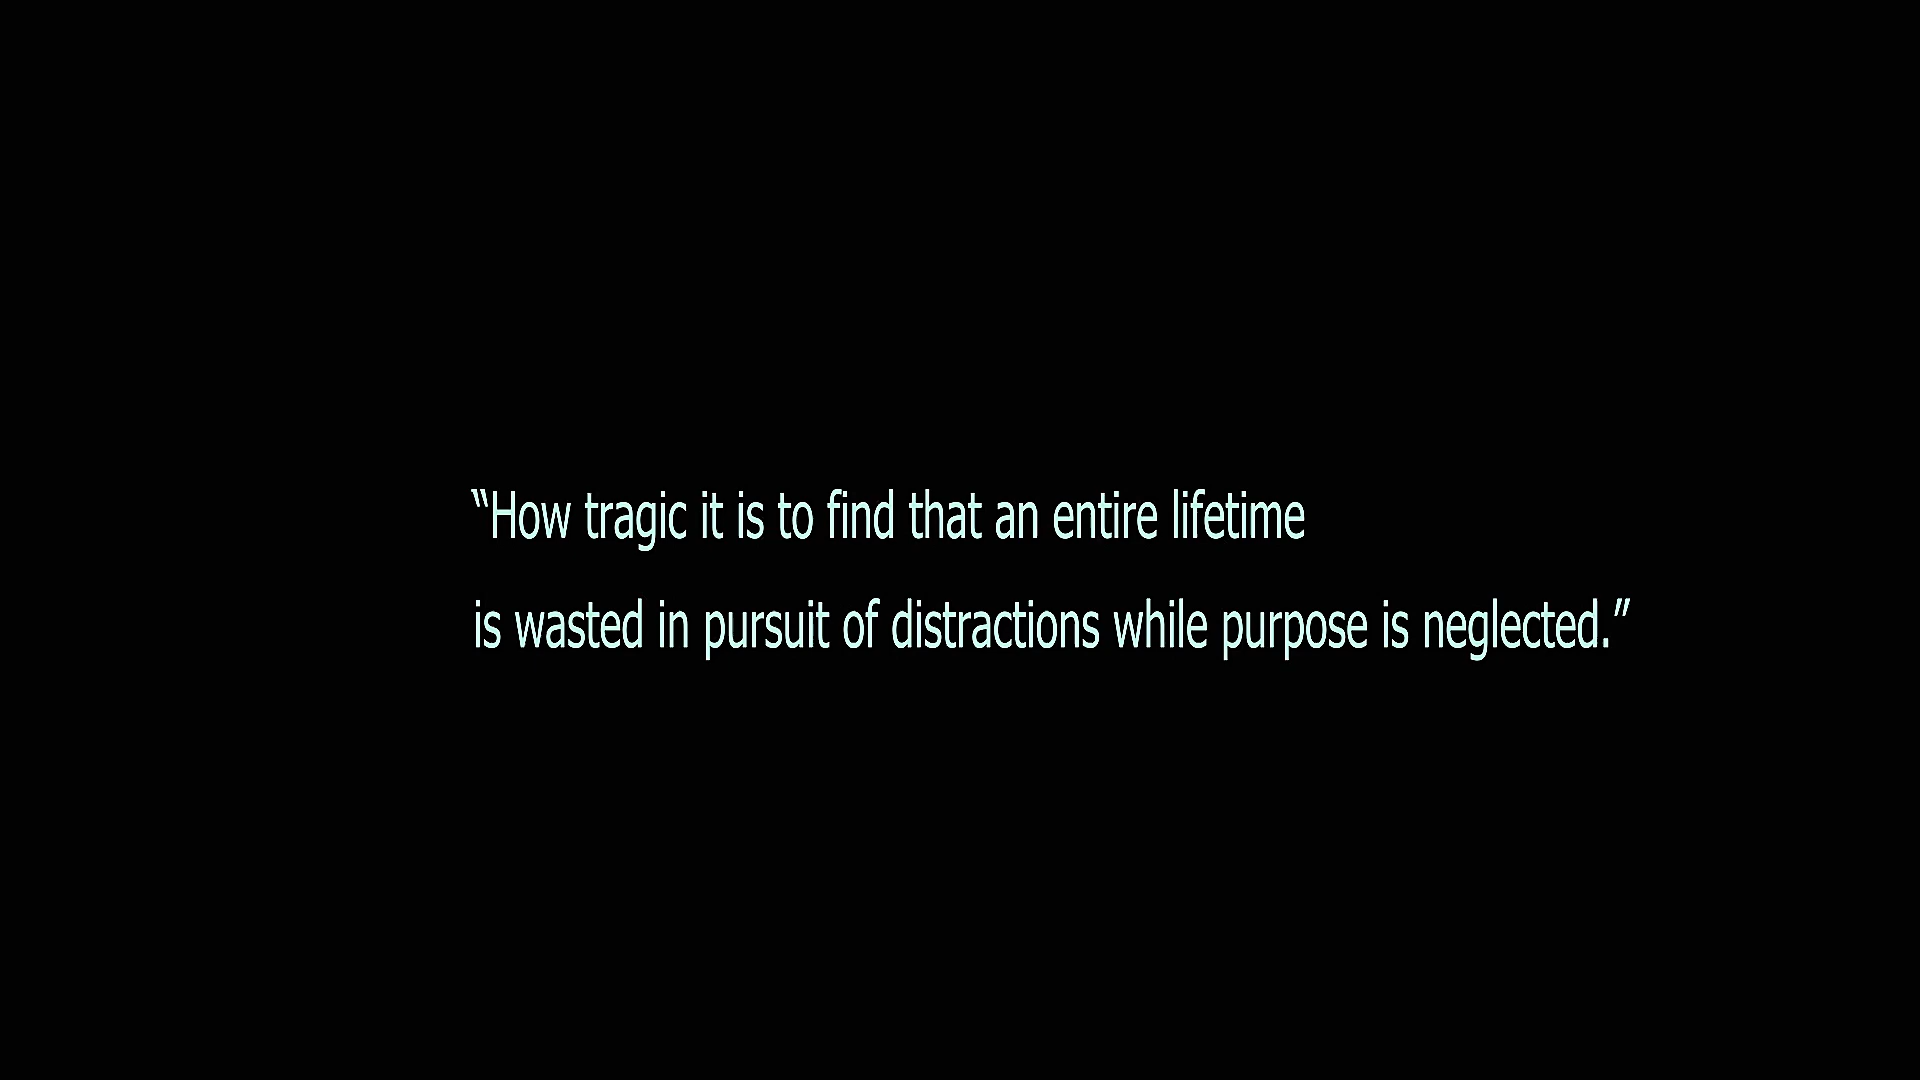 “How tragic it is to find that an entire lifetime
is wasted in pursuit of distractions while purpose is neglected.”